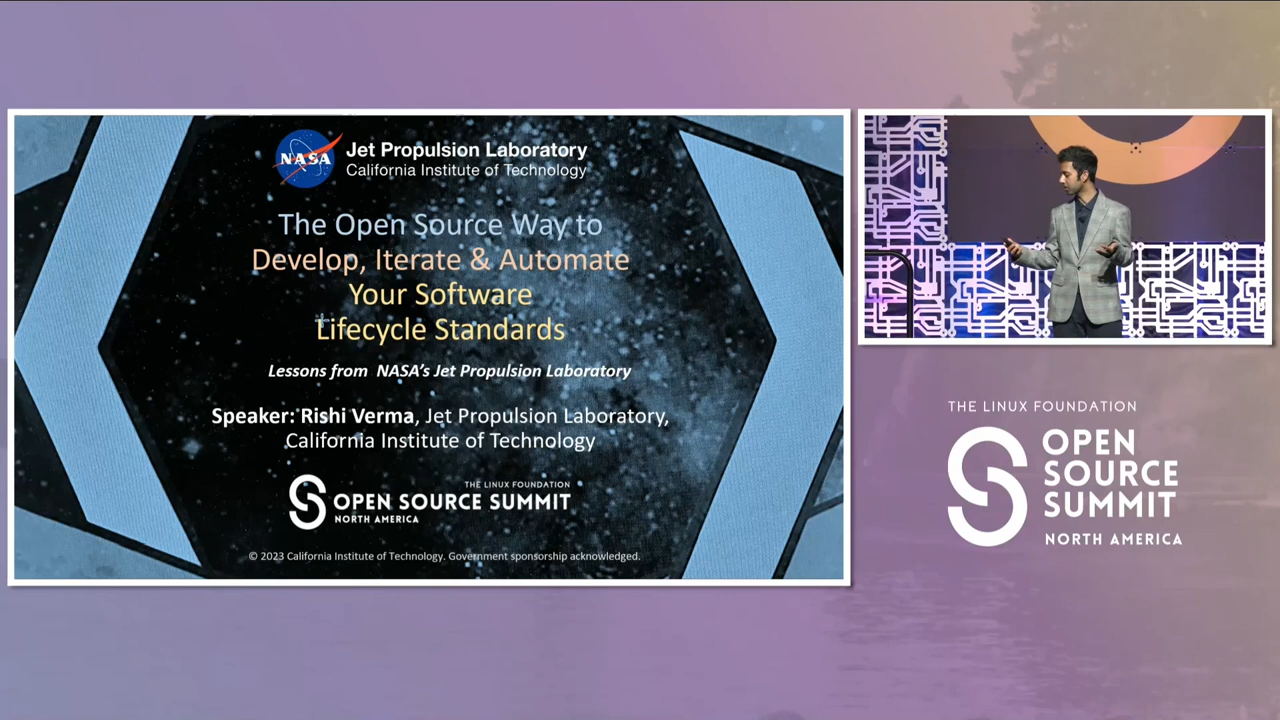 NASA
Jet Propulsion Laboratory
California Institute of Technology
The Open Source Way to
Develop, Iterate & Automate
Your Software
Lifecycle Standards
Lessons from NASA's Jet Propulsion Laboratory
Speaker: Rishi Verma, Jet Propulsion Laboratory,
California Institute of Technology
THE LINUX FOUNDATION
OPEN SOURCE SUMMIT
NORTH AMERICA
© 2023 California Institute of Technology. Government sponsorship acknowledged.
THE LINUX FOUNDATION
OPEN
SOURCE
SUMMIT
NORTH AMERICA